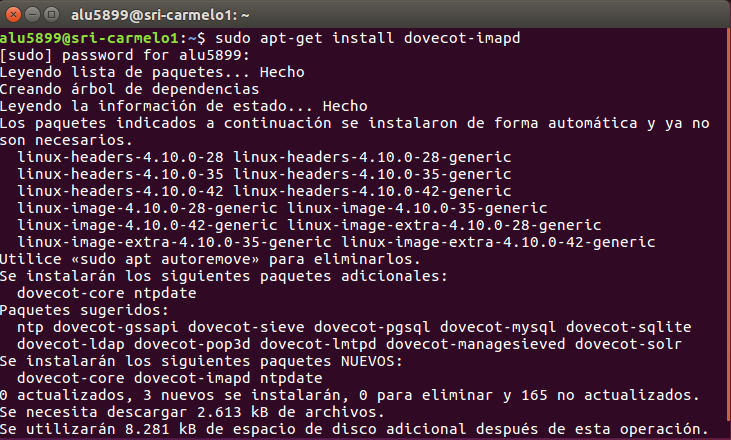 alu5899@sri-carmelo1: ~
alu5899@sri-carmelo1:~$ sudo apt-get install dovecot-imapd
[sudo] password for alu5899:
Leyendo lista de paquetes... Hecho
Creando árbol de dependencias
Leyendo la información de estado... Hecho
Los paquetes indicados a continuación se instalaron de forma automática y ya no
son necesarios.
  linux-headers-4.10.0-28 linux-headers-4.10.0-28-generic
  linux-headers-4.10.0-35 linux-headers-4.10.0-35-generic
  linux-headers-4.10.0-42 linux-headers-4.10.0-42-generic
  linux-image-4.10.0-28-generic linux-image-4.10.0-35-generic
  linux-image-4.10.0-42-generic linux-image-extra-4.10.0-28-generic
  linux-image-extra-4.10.0-35-generic linux-image-extra-4.10.0-42-generic
Utilice «sudo apt autoremove» para eliminarlos.
Se instalarán los siguientes paquetes adicionales:
  dovecot-core ntpdate
Paquetes sugeridos:
  ntp dovecot-gssapi dovecot-sieve dovecot-pgsql dovecot-mysql dovecot-sqlite
  dovecot-ldap dovecot-pop3d dovecot-lmtpd dovecot-managesieved dovecot-solr
Se instalarán los siguientes paquetes NUEVOS:
  dovecot-core dovecot-imapd ntpdate
0 actualizados, 3 nuevos se instalarán, 0 para eliminar y 165 no actualizados.
Se necesita descargar 2.613 kB de archivos.
Se utilizarán 8.281 kB de espacio de disco adicional después de esta operación.